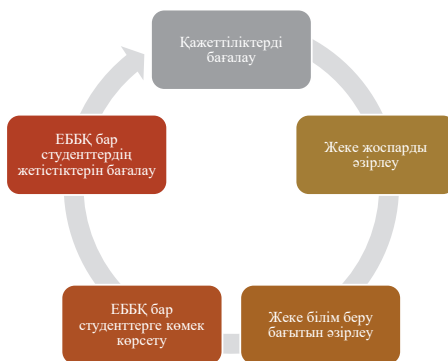 Қажеттіліктерді
бағалау
Жеке жоспарды
әзірлеу
Жеке білім беру
бағытын әзірлеу
ЕББҚ бар
студенттерге көмек
көрсету
ЕББҚ бар
студенттердің
жетістіктерін бағалау